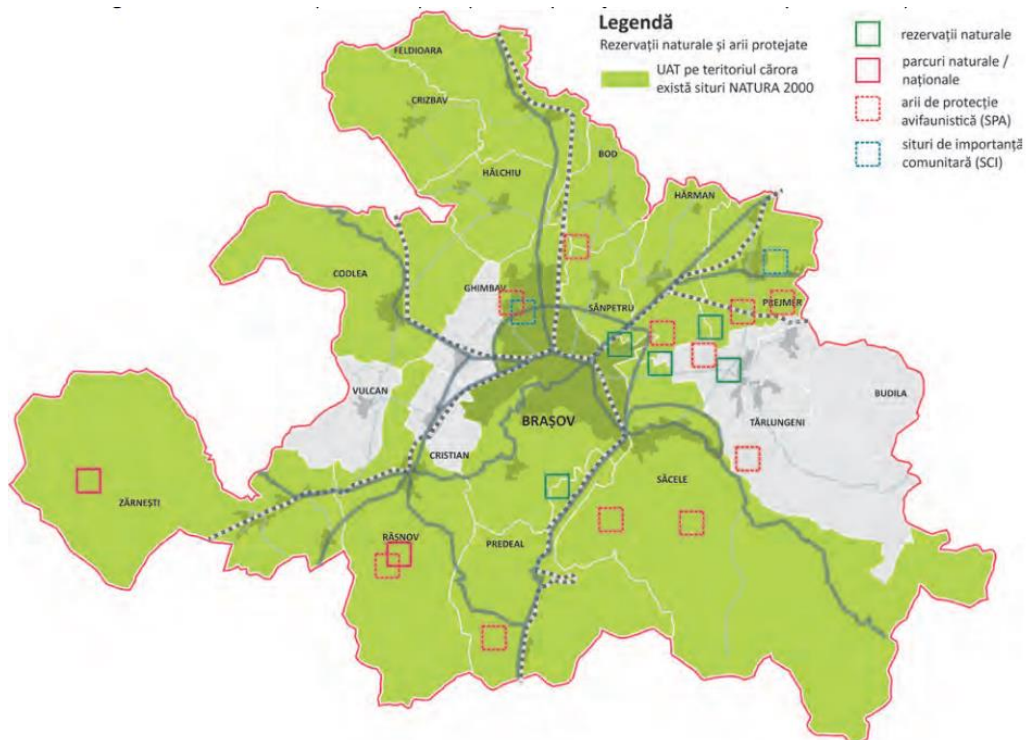 Legendă
Rezervații naturale și arii protejate
UAT pe teritoriul cărora
există situri NATURA 2000
rezervații naturale
parcuri naturale /
naționale
arii de protecție
avifaunistică (SPA)
situri de importanță
comunitară (SCI)
FELDIOARA
CRIZBAV
BOD
HĂLCHIU
HĂRMAN
CODLEA
GHIMBAV
SÂNPETRU
PREJMER
VULCAN
BUDILA
BRAȘOV
TĂRLUNGENI
CRISTIAN
ZĂRNEȘTI
SĂCELE
RÂȘNOV
PREDEAL